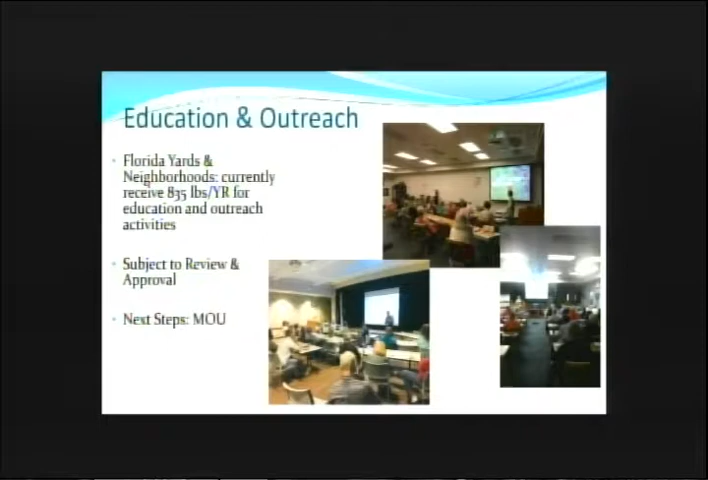 Education & Outreach
Florida Yards &
Neighborhoods: currently
receive 835 lbs/YR for
education and outreach
activities
Subject to Review &
Approval
Next Steps: MOU